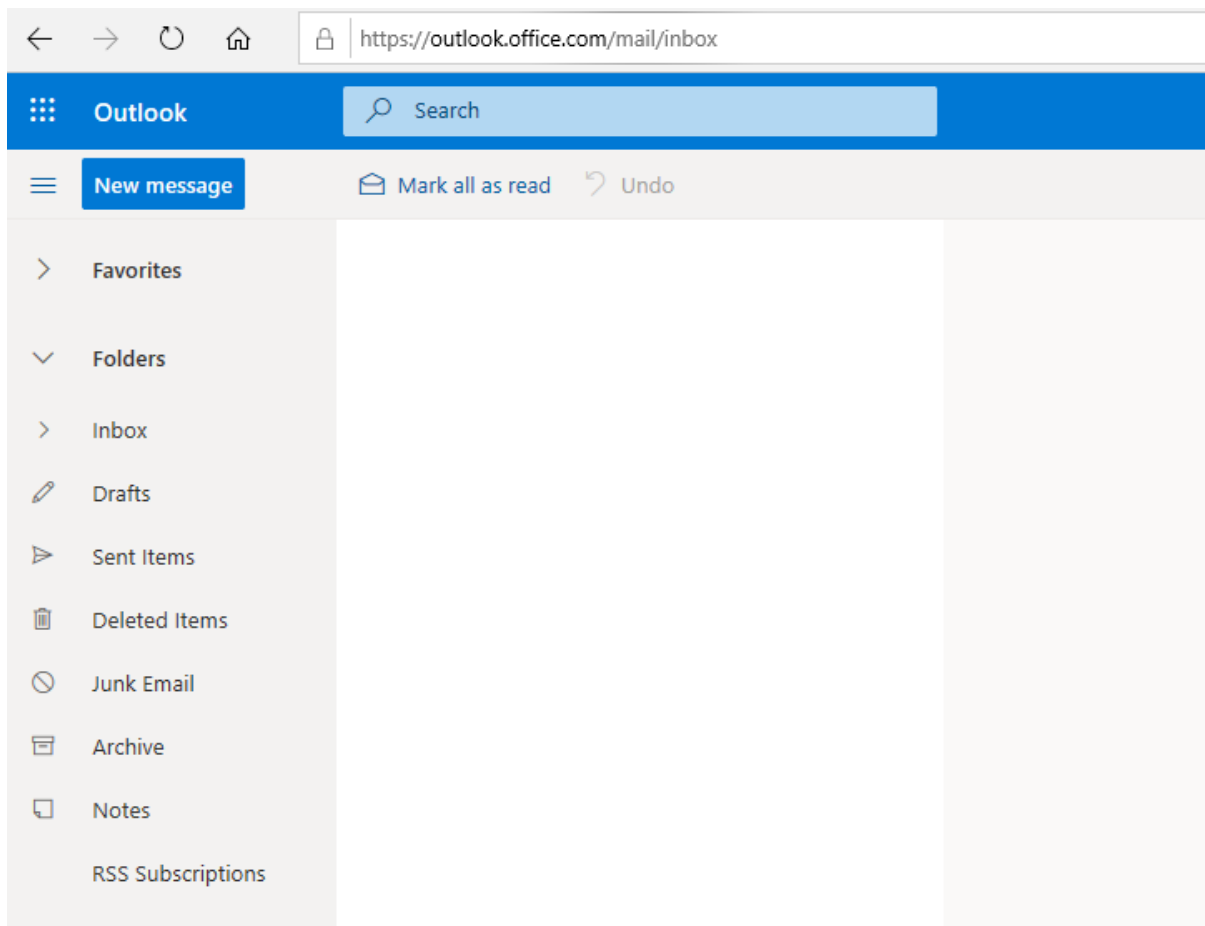 https://outlook.office.com/mail/inbox
Outlook
Search
New message
Mark all as read
Undo
Favorites
Folders
Inbox
Drafts
Sent Items
Deleted Items
Junk Email
Archive
Notes
RSS Subscriptions